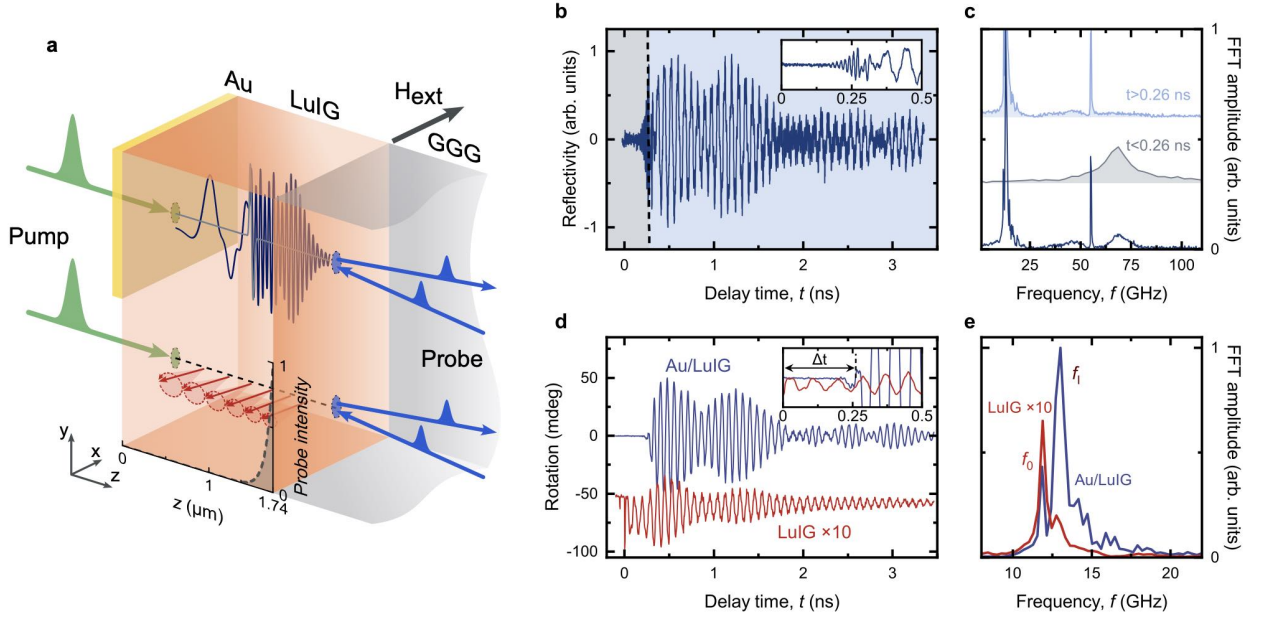 a
Au
LuIG
Hext
GGG
Pump
Probe
y
x
z
0
1
1.74
z (μm)
1
0
Probe intensity
b
Reflectivity (arb. units)
1
0
-1
0
0.25
0.5
0
1
2
3
Delay time, t (ns)
c
t>0.26 ns
t<0.26 ns
1
0
FFT amplitude (arb. units)
25
50
75
100
Frequency, f (GHz)
d
Rotation (mdeg)
50
0
-50
-100
Au/LuIG
LuIG ×10
Δt
0
0.25
0.5
0
1
2
3
Delay time, t (ns)
e
LuIG ×10
f0
fl
Au/LuIG
1
0
FFT amplitude (arb. units)
10
15
20
Frequency, f (GHz)